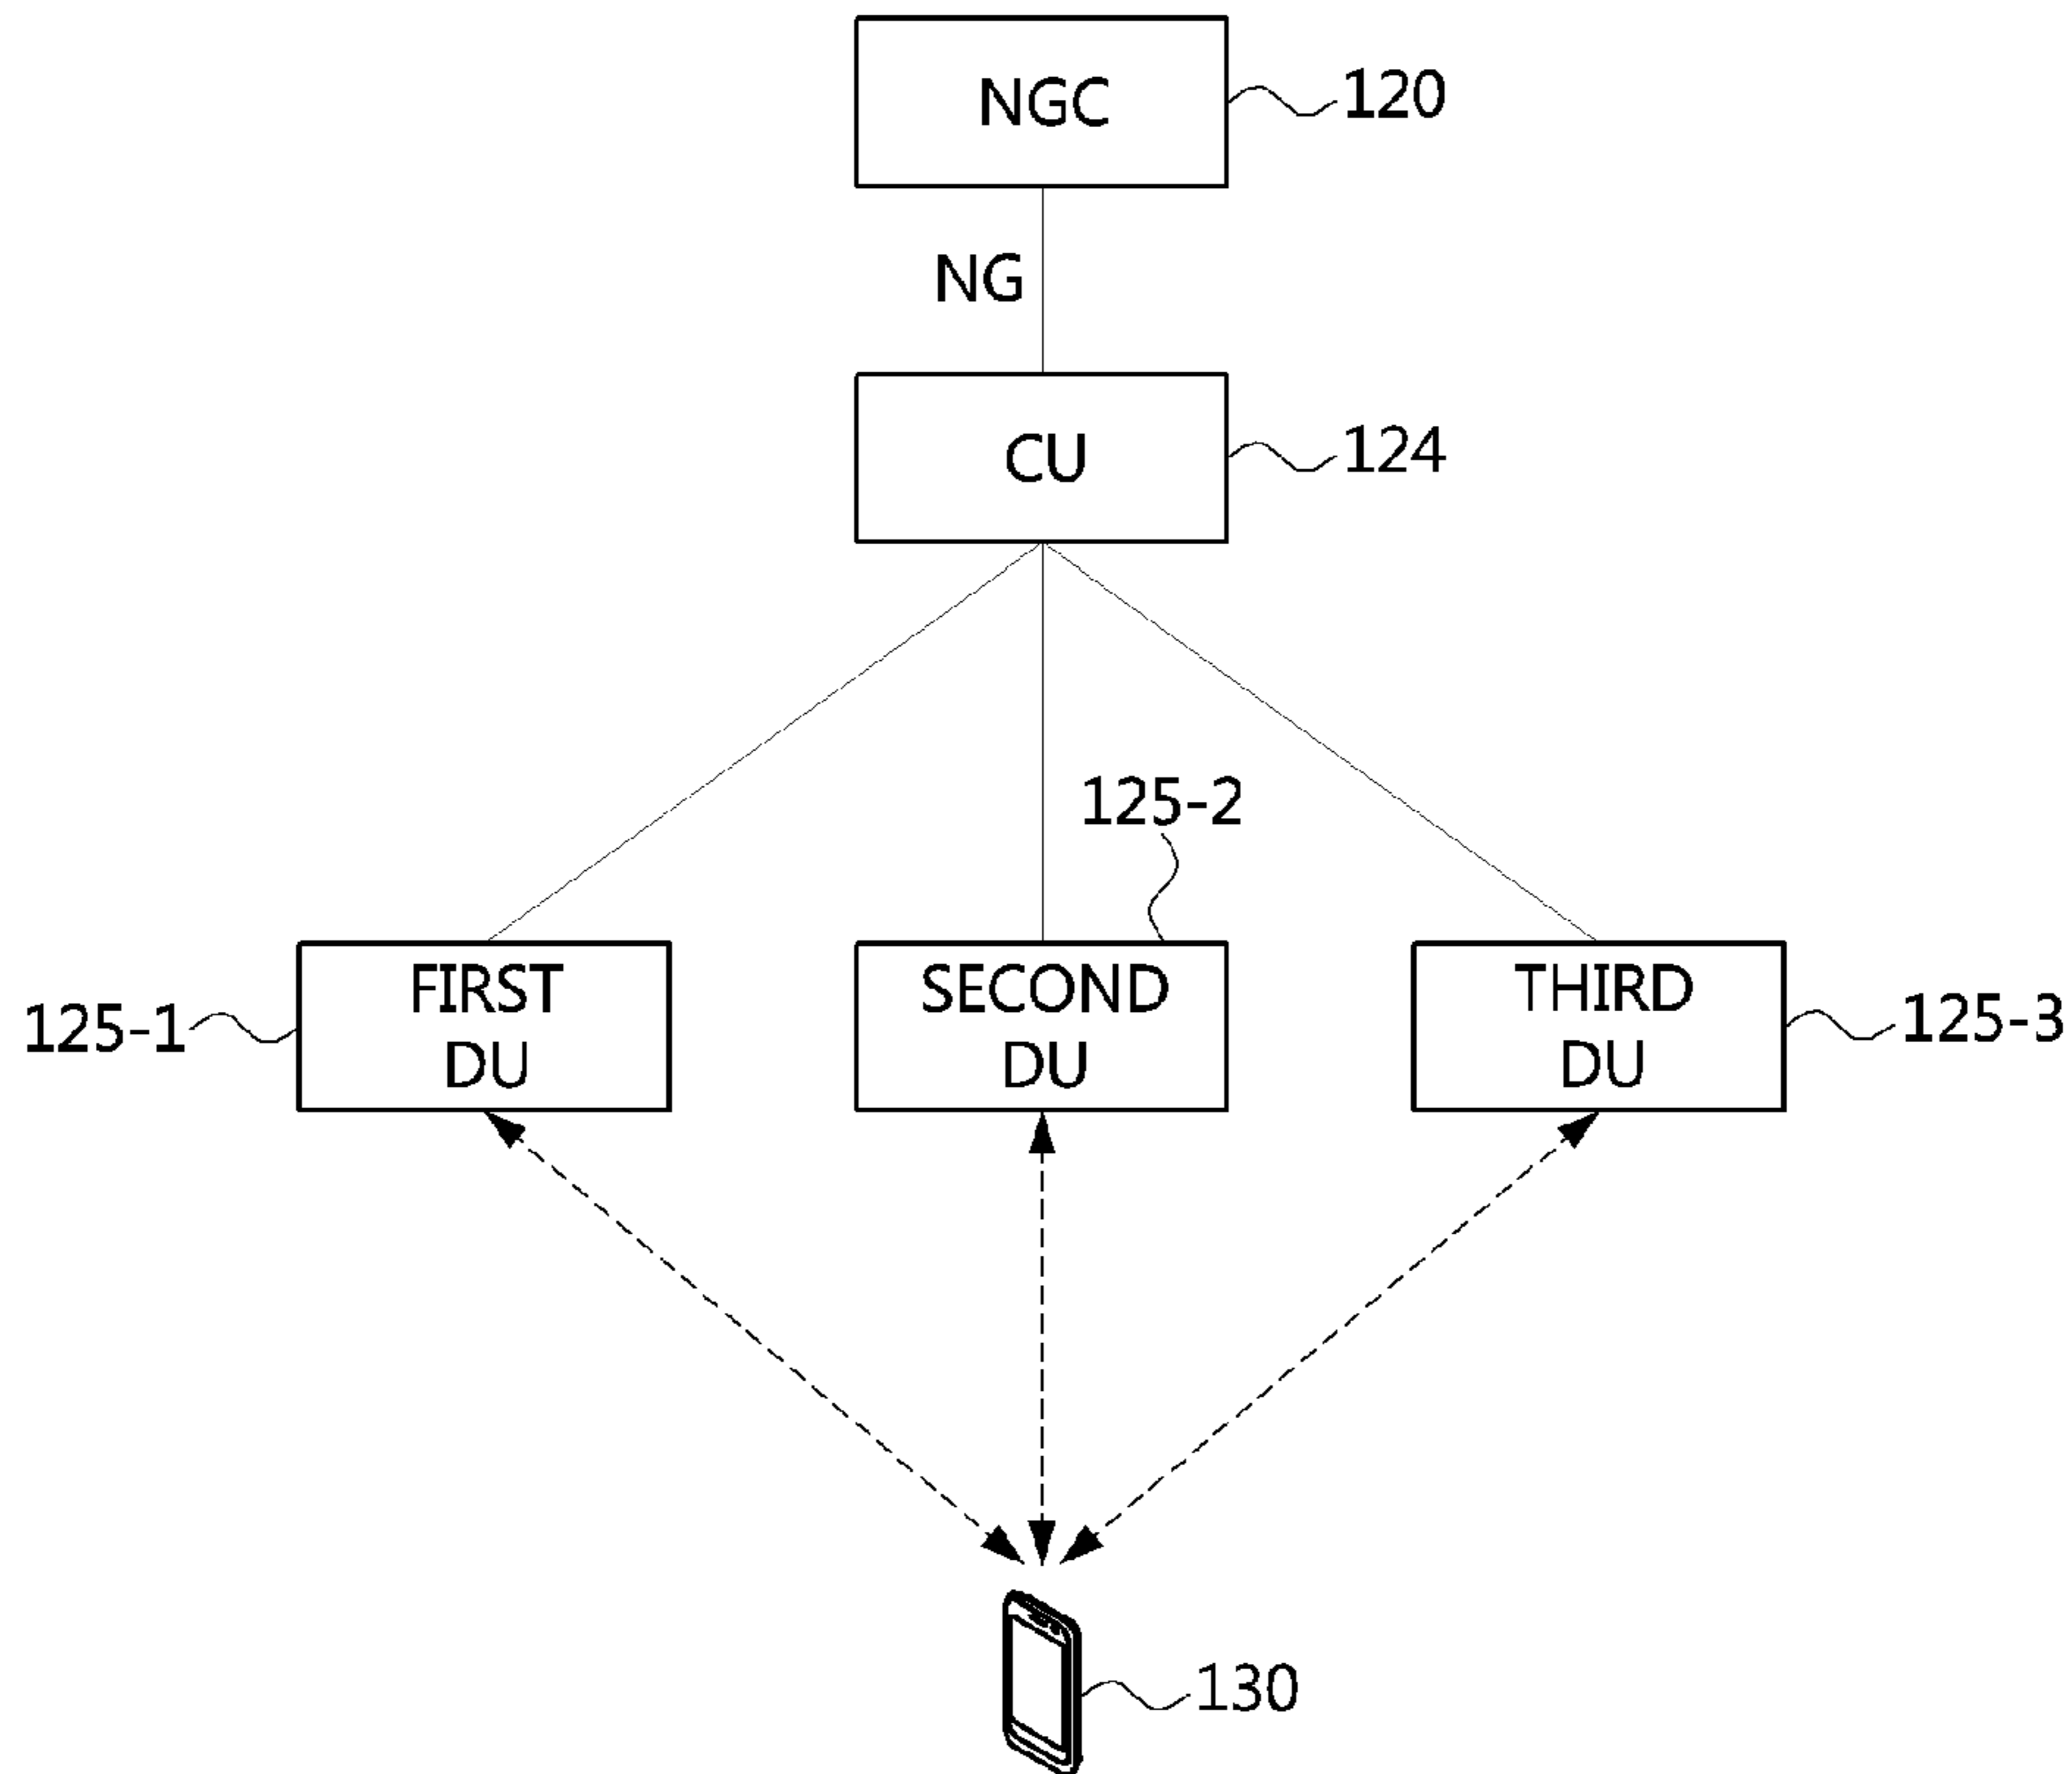 NGC
120
NG
CU
124
125-2
FIRST
DU
125-1
SECOND
DU
THIRD
DU
125-3
130